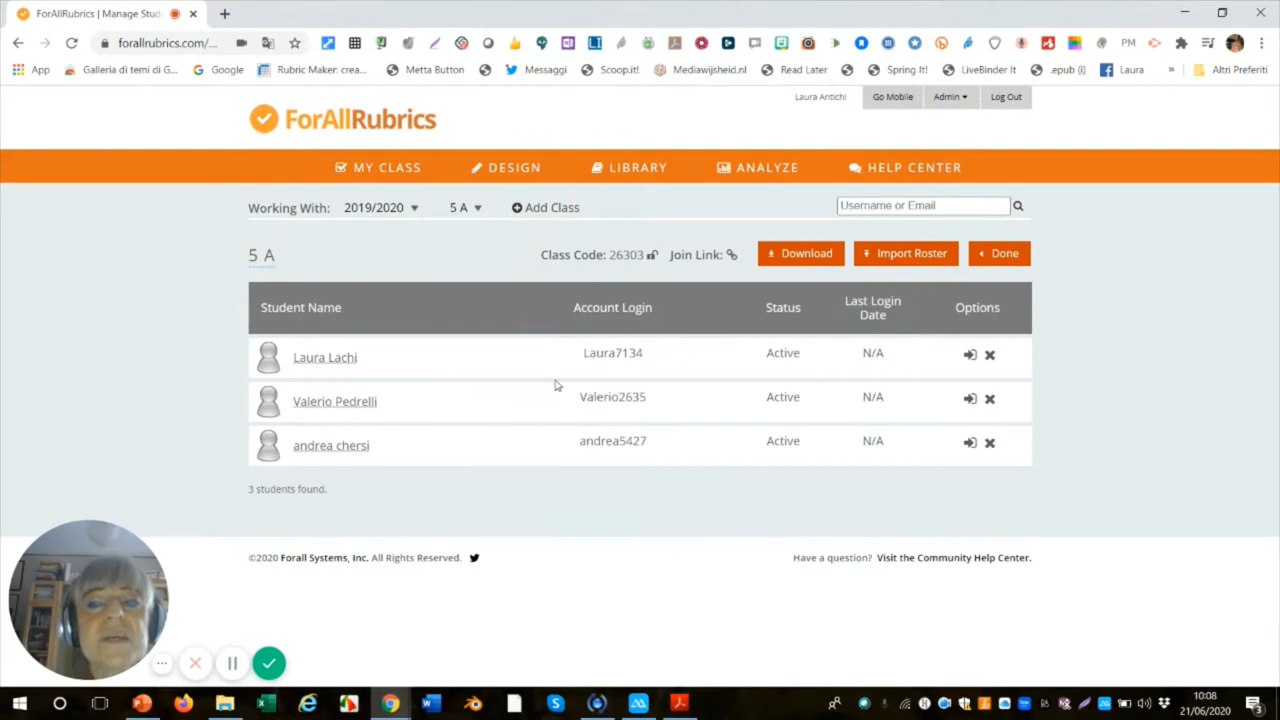 ForAllRubrics | Manage Stude
forallrubrics.com/...
PM
App
Galleria di temi di G...
Google
Rubric Maker: crea...
Metta Button
Messaggi
Scoop.it!
Mediawijsheid.nl
Read Later
Spring It!
LiveBinder It
.epub (i)
Laura
»
Altri Preferiti
Laura Antichi
Go Mobile
Admin
Log Out
ForAllRubrics
MY CLASS
DESIGN
LIBRARY
ANALYZE
HELP CENTER
Working With: 2019/2020
5 A
Add Class
Username or Email
5 A
Class Code: 26303
Join Link:
Download
Import Roster
Done
Student Name
Account Login
Status
Last Login
Date
Options
Laura Lachi
Laura7134
Active
N/A
Valerio Pedrelli
Valerio2635
Active
N/A
andrea chersi
andrea5427
Active
N/A
3 students found.
©2020 Forall Systems, Inc. All Rights Reserved.
Have a question? Visit the Community Help Center.
10:08
21/06/2020
3